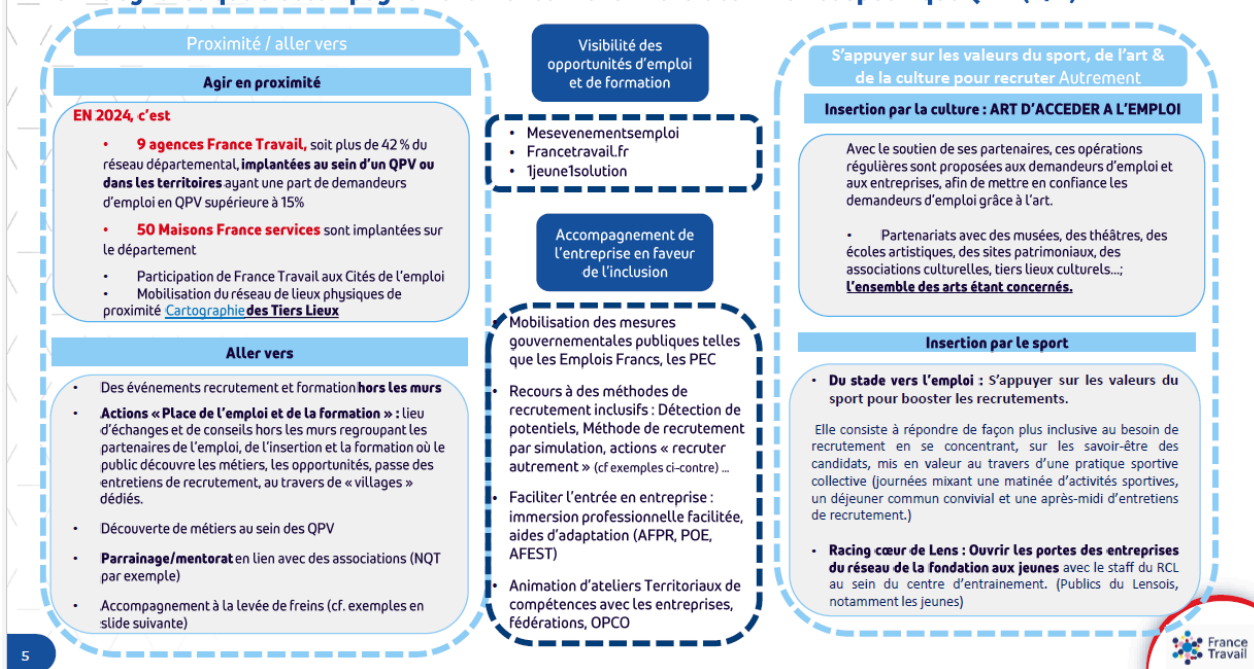 Proximité / aller vers
Agir en proximité
EN 2024, c'est
• 9 agences France Travail, soit plus de 42 % du
réseau départemental, implantées au sein d'un QPV ou
dans les territoires ayant une part de demandeurs
d'emploi en QPV supérieure à 15%
• 50 Maisons France services sont implantées sur
le département
• Participation de France Travail aux Cités de l'emploi
• Mobilisation du réseau de lieux physiques de
proximité Cartographie des Tiers Lieux
Aller vers
• Des événements recrutement et formation hors les murs
• Actions « Place de l'emploi et de la formation » : lieu
d'échanges et de conseils hors les murs regroupant les
partenaires de l'emploi, de l'insertion et la formation où le
public découvre les métiers, les opportunités, passe des
entretiens de recrutement, au travers de « villages »
dédiés.
• Découverte de métiers au sein des QPV
• Parrainage/mentorat en lien avec des associations (NQT
par exemple)
• Accompagnement à la levée de freins (cf. exemples en
slide suivante)
Visibilité des
opportunités d'emploi
et de formation
• Mesevenementsemploi
• Francetravail.fr
• 1jeune1solution
Accompagnement de
l'entreprise en faveur
de l'inclusion
• Mobilisation des mesures
gouvernementales publiques telles
que les Emplois Francs, les PEC
• Recours à des méthodes de
recrutement inclusifs : Détection de
potentiels, Méthode de recrutement
par simulation, actions « recruter
autrement » (cf exemples ci-contre) ...
• Faciliter l'entrée en entreprise :
immersion professionnelle facilitée,
aides d'adaptation (AFPR, POE,
AFEST)
• Animation d'ateliers Territoriaux de
compétences avec les entreprises,
fédérations, OPCO
S'appuyer sur les valeurs du sport, de l'art &
de la culture pour recruter Autrement
Insertion par la culture : ART D'ACCEDER A L'EMPLOI
Avec le soutien de ses partenaires, ces opérations
régulières sont proposées aux demandeurs d'emploi et
aux entreprises, afin de mettre en confiance les
demandeurs d'emploi grâce à l'art.
• Partenariats avec des musées, des théâtres, des
écoles artistiques, des sites patrimoniaux, des
associations culturelles, tiers lieux culturels...;
l'ensemble des arts étant concernés.
Insertion par le sport
• Du stade vers l'emploi : S'appuyer sur les valeurs du
sport pour booster les recrutements.
Elle consiste à répondre de façon plus inclusive au besoin de
recrutement en se concentrant, sur les savoir-être des
candidats, mis en valeur au travers d'une pratique sportive
collective (journées mixant une matinée d'activités sportives,
un déjeuner commun convivial et une après-midi d'entretiens
de recrutement.)
• Racing cœur de Lens : Ouvrir les portes des entreprises
du réseau de la fondation aux jeunes avec le staff du RCL
au sein du centre d'entrainement. (Publics du Lensois,
notamment les jeunes)
5
France
Travail